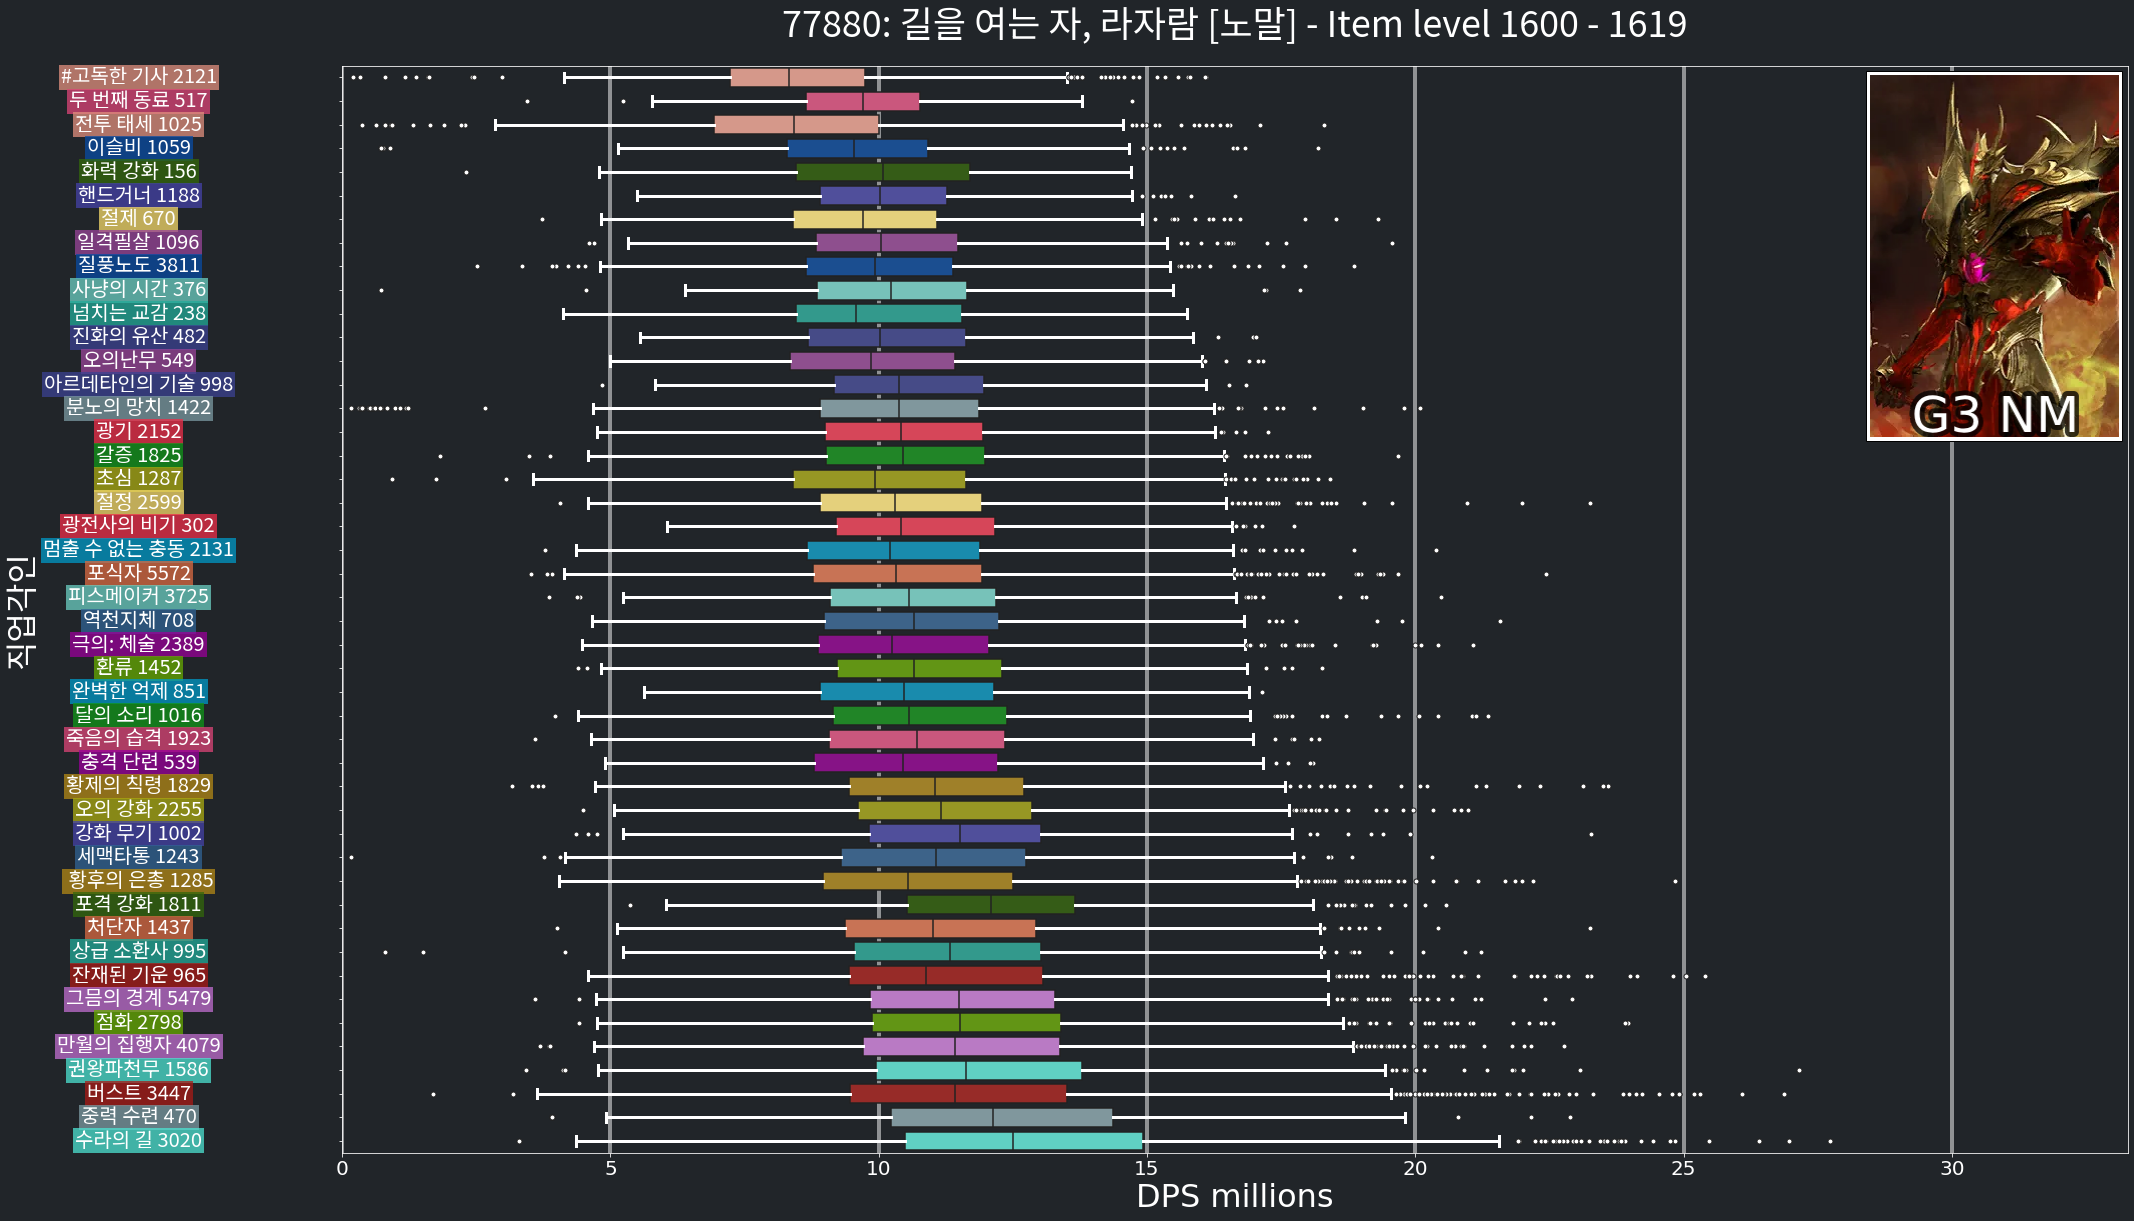 77880: 길을 여는 자, 라자람 [노말] - Item level 1600 - 1619
#고독한 기사 2121
두 번째 동료 517
전투 태세 1025
이슬비 1059
화력 강화 156
핸드거너 1188
절제 670
일격필살 1096
질풍노도 3811
사냥의 시간 376
넘치는 교감 238
진화의 유산 482
오의난무 549
아르데타인의 기술 998
분노의 망치 1422
광기 2152
갈증 1825
초심 1287
절정 2599
광전사의 비기 302
멈출 수 없는 충동 2131
포식자 5572
피스메이커 3725
역천지체 708
극의: 체술 2389
환류 1452
완벽한 억제 851
달의 소리 1016
죽음의 습격 1923
충격 단련 539
황제의 칙령 1829
오의 강화 2255
강화 무기 1002
세맥타통 1243
황후의 은총 1285
포격 강화 1811
처단자 1437
상급 소환사 995
잔재된 기운 965
그믐의 경계 5479
점화 2798
만월의 집행자 4079
권왕파천무 1586
버스트 3447
중력 수련 470
수라의 길 3020
직업각인
G3 NM
0 5 10 15 20 25 30
DPS millions